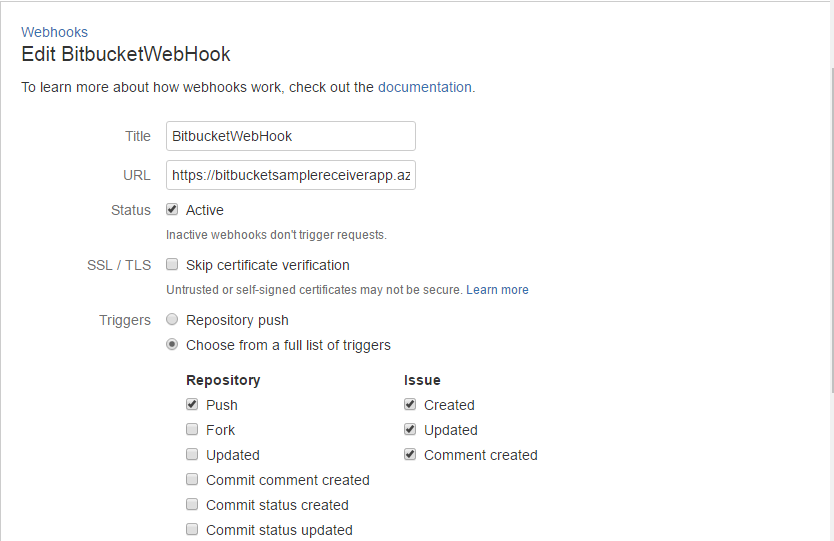 Webhooks
Edit BitbucketWebHook
To learn more about how webhooks work, check out the documentation.
Title BitbucketWebHook
URL https://bitbucketsamplereceiverapp.az
Status Active
Inactive webhooks don't trigger requests.
SSL / TLS Skip certificate verification
Untrusted or self-signed certificates may not be secure. Learn more
Triggers Repository push
Choose from a full list of triggers
Repository Issue
Push Created
Fork Updated
Updated Comment created
Commit comment created
Commit status created
Commit status updated